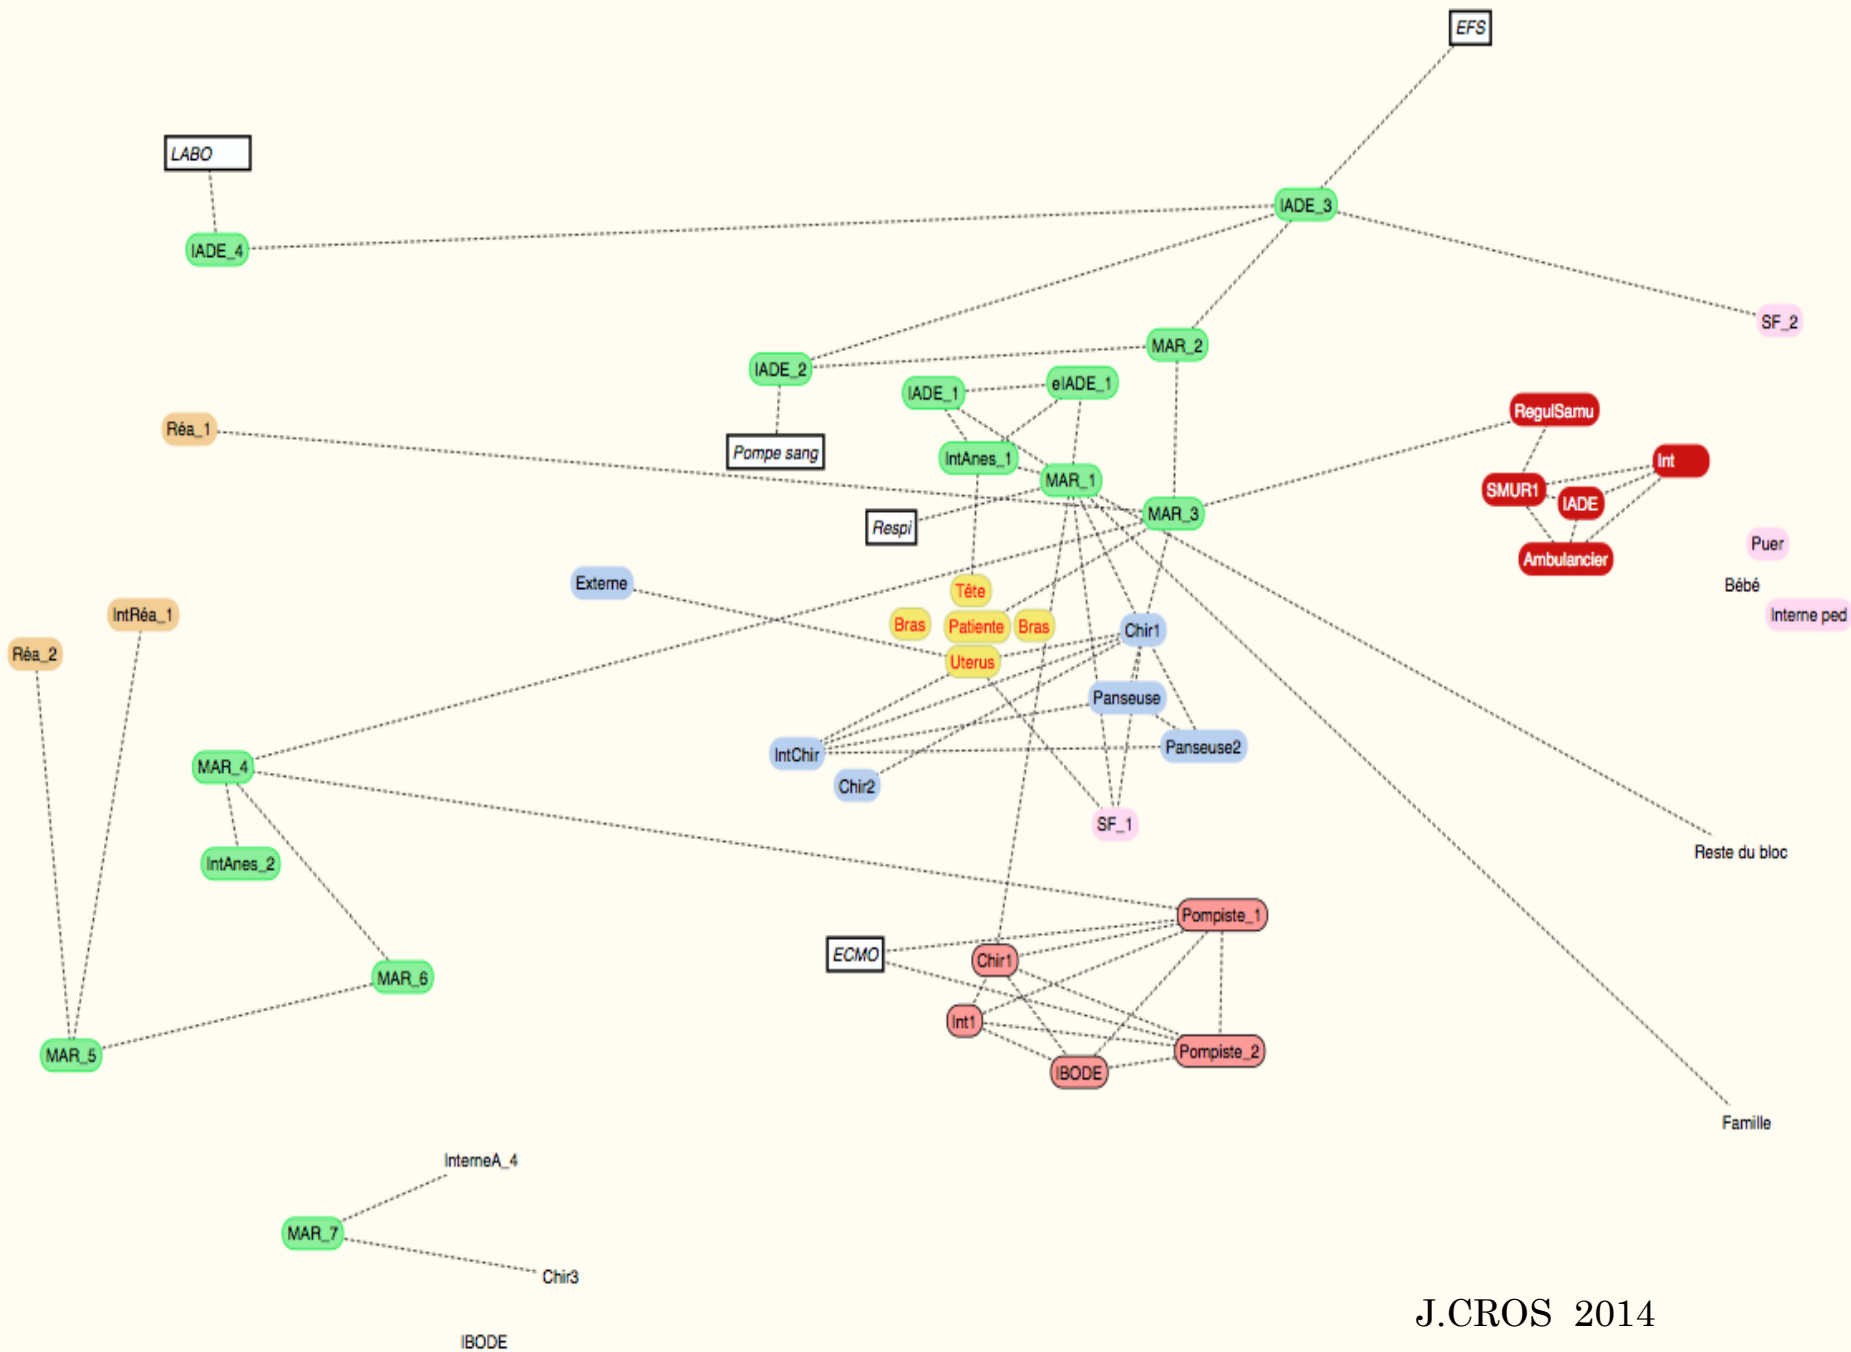 EFS
LABO
IADE_3
IADE_4
SF_2
MAR_2
IADE_2
IADE_1
eIADE_1
RegulSamu
Réa_1
Pompe sang
IntAnes_1
MAR_1
Int
SMUR1
IADE
MAR_3
Respi
Puer
Ambulancier
Externe
Tête
Bébé
IntRéa_1
Bras
Patiente
Bras
Chir1
Interne ped
Réa_2
Uterus
Panseuse
Panseuse2
IntChir
MAR_4
Chir2
SF_1
Reste du bloc
IntAnes_2
Pompiste_1
ECMO
Chir1
MAR_6
Int1
MAR_5
Pompiste_2
IBODE
Famille
InterneA_4
MAR_7
Chir3
J.CROS 2014
IBODE